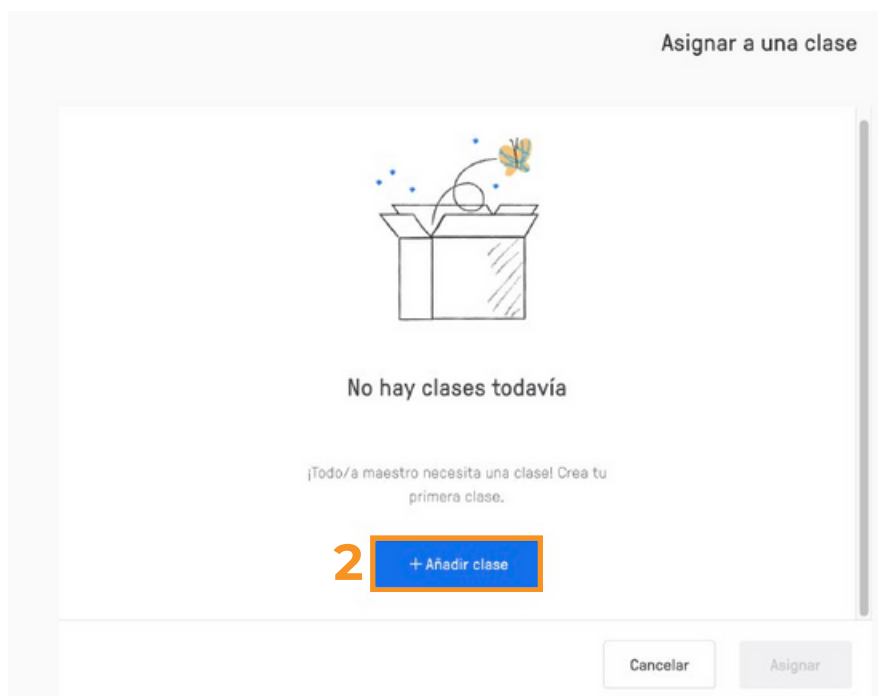 Asignar a una clase
No hay clases todavía
¡Todo/a maestro necesita una clase! Crea tu
primera clase.
2
+ Añadir clase
Cancelar
Asignar